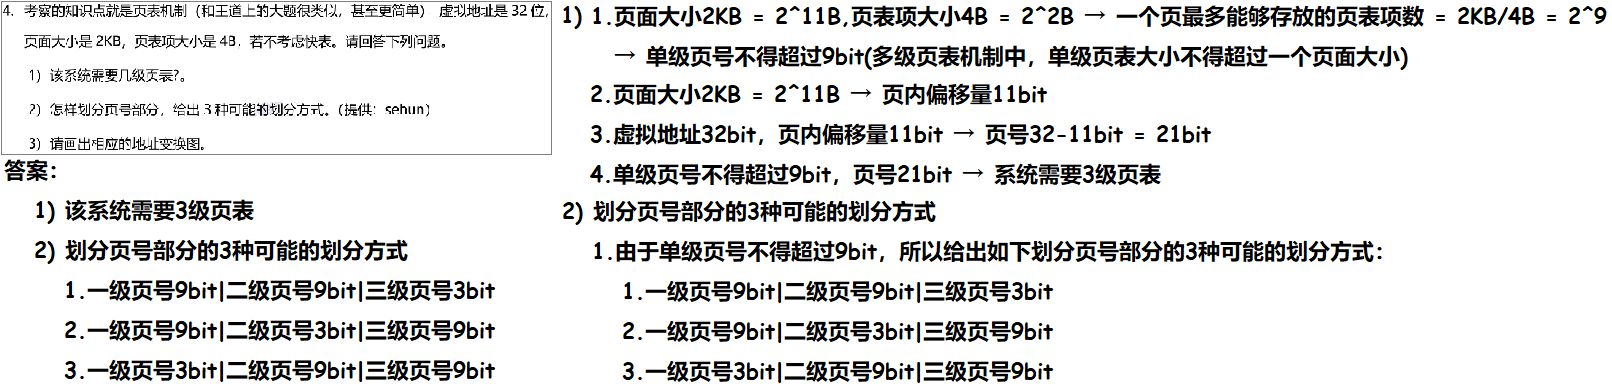 4. 考察的知识点就是页表机制（和王道上的大题很类似，甚至更简单） 虚拟地址是 32 位，
页面大小是 2KB，页表项大小是 4B，若不考虑快表。请回答下列问题。
1）该系统需要几级页表?。
2）怎样划分页号部分，给出 3 种可能的划分方式。（提供：sehun）
3）请画出相应的地址变换图。
答案：
1) 该系统需要3级页表
2) 划分页号部分的3种可能的划分方式
1.一级页号9bit|二级页号9bit|三级页号3bit
2.一级页号9bit|二级页号3bit|三级页号9bit
3.一级页号3bit|二级页号9bit|三级页号9bit
1) 1.页面大小2KB = 2^11B,页表项大小4B = 2^2B → 一个页最多能够存放的页表项数 = 2KB/4B = 2^9
→ 单级页号不得超过9bit(多级页表机制中，单级页表大小不得超过一个页面大小)
2.页面大小2KB = 2^11B → 页内偏移量11bit
3.虚拟地址32bit，页内偏移量11bit → 页号32-11bit = 21bit
4.单级页号不得超过9bit，页号21bit → 系统需要3级页表
2) 划分页号部分的3种可能的划分方式
1.由于单级页号不得超过9bit，所以给出如下划分页号部分的3种可能的划分方式：
1.一级页号9bit|二级页号9bit|三级页号3bit
2.一级页号9bit|二级页号3bit|三级页号9bit
3.一级页号3bit|二级页号9bit|三级页号9bit